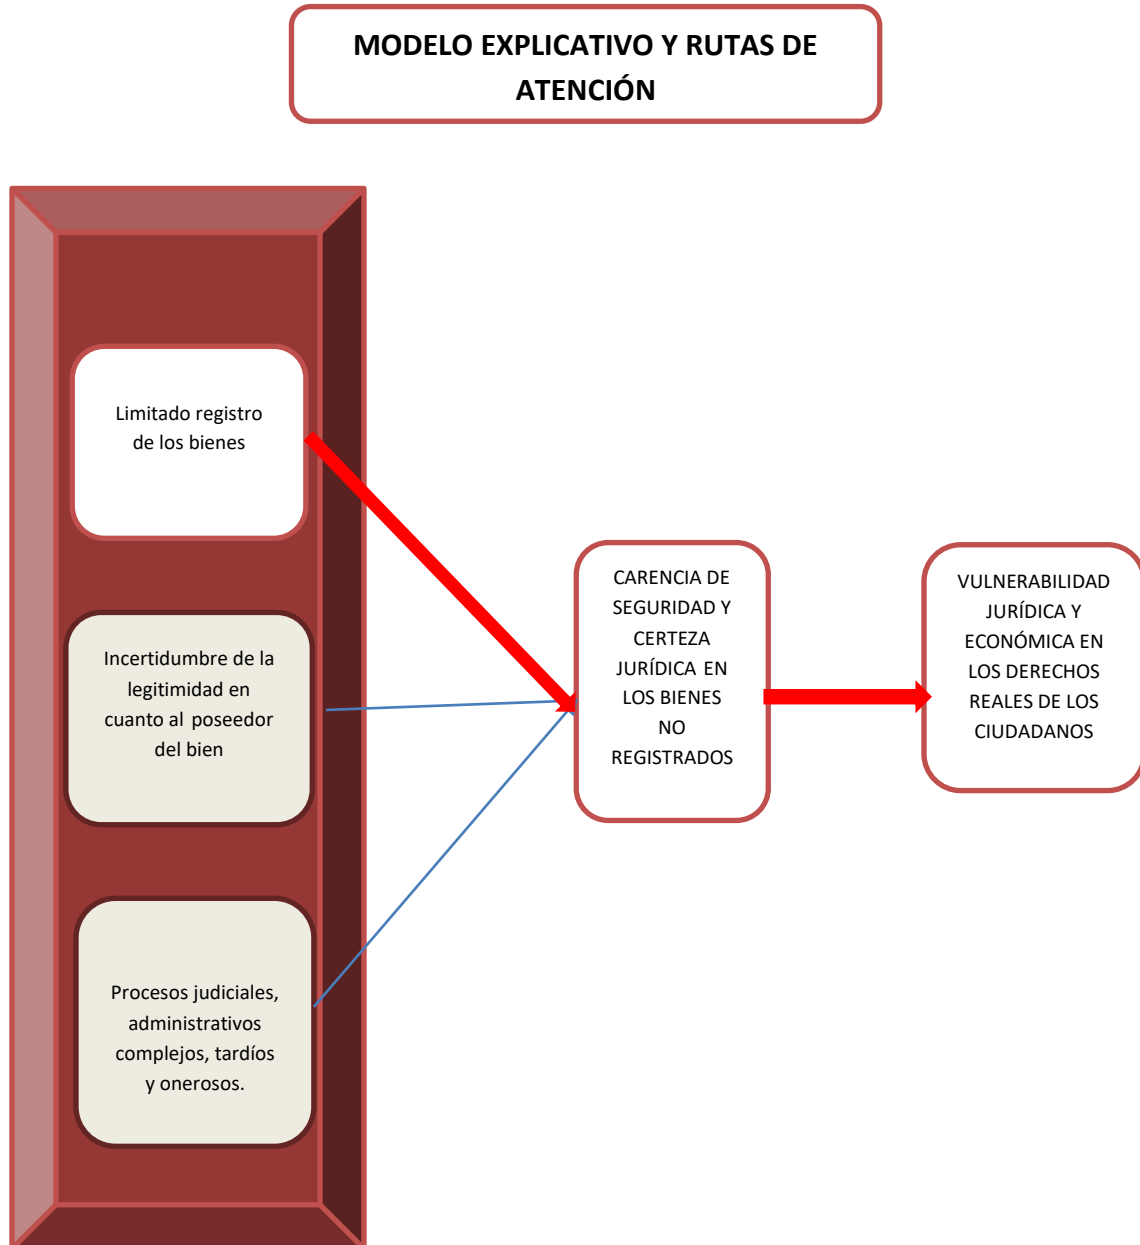 MODELO EXPLICATIVO Y RUTAS DE
ATENCIÓN
Limitado registro
de los bienes
Incertidumbre de la
legitimidad en
cuanto al poseedor
del bien
Procesos judiciales,
administrativos
complejos, tardíos
y onerosos.
CARENCIA DE
SEGURIDAD Y
CERTEZA
JURÍDICA EN
LOS BIENES
NO
REGISTRADOS
VULNERABILIDAD
JURÍDICA Y
ECONÓMICA EN
LOS DERECHOS
REALES DE LOS
CIUDADANOS